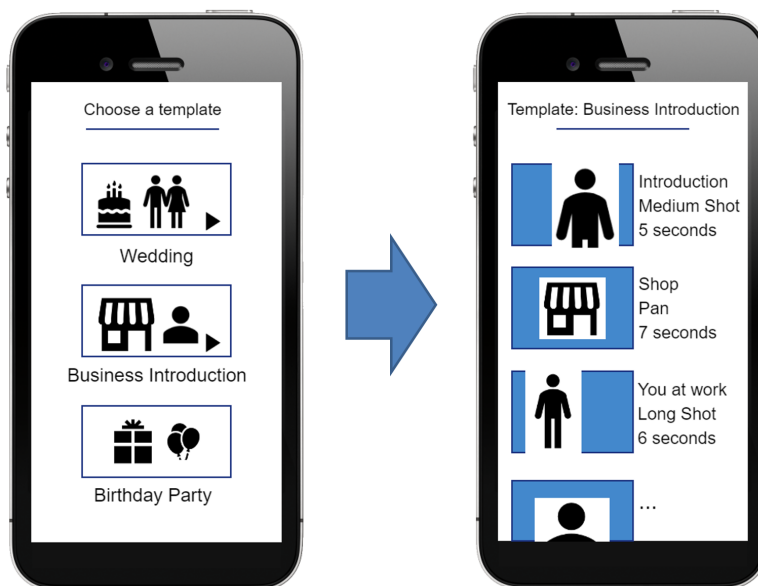 Choose a template
Wedding
Business Introduction
Birthday Party
Template: Business Introduction
Introduction
Medium Shot
5 seconds
Shop
Pan
7 seconds
You at work
Long Shot
6 seconds
...